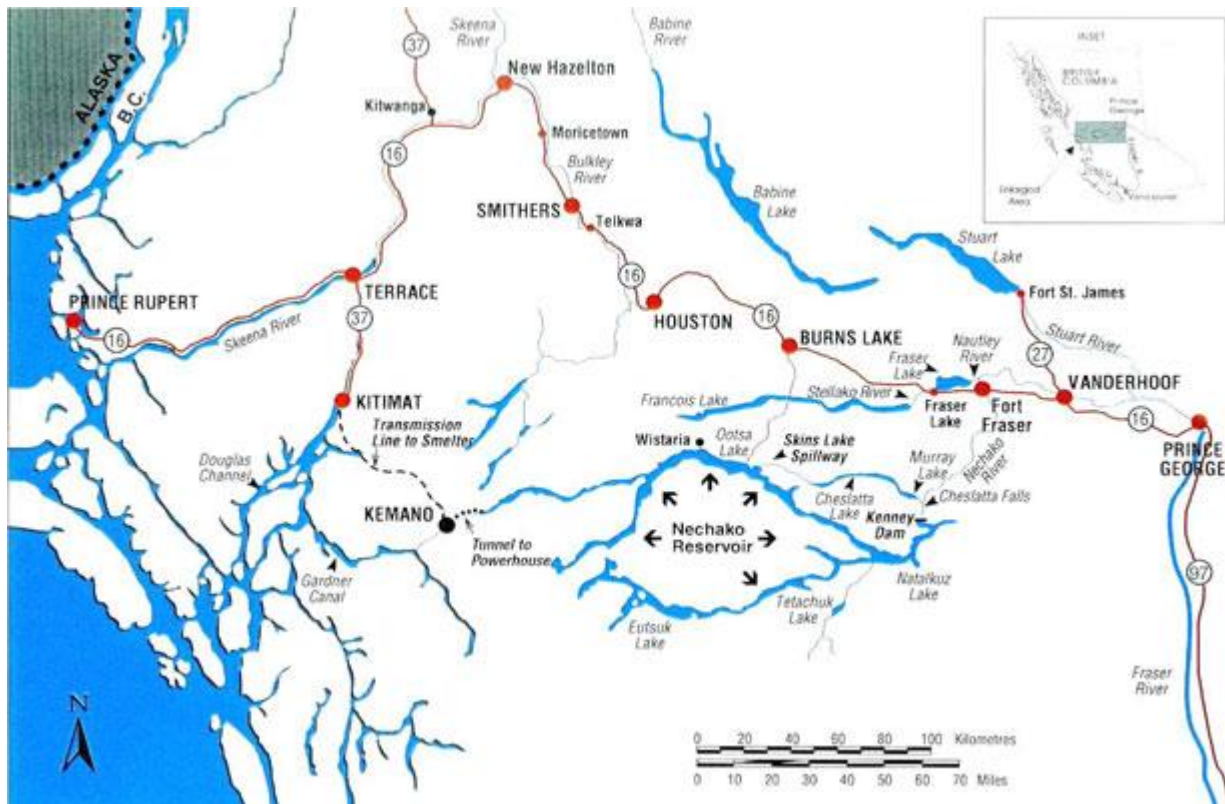 ALASKA
B.C.
37
Skeena
River
Babine
River
New Hazelton
Kitwanga
Moricetown
16
Bulkley
River
SMITHERS
Telkwa
Babine
Lake
INSET
BRITISH
COLUMBIA
Prince
George
Enlarged
Area
Vancouver
Stuart
Lake
Fort St. James
PRINCE RUPERT
16
Skeena River
TERRACE
37
16
HOUSTON
16
BURNS LAKE
Fraser
Lake
Nautley
River
27
Stuart River
VANDERHOOF
KITIMAT
Transmission
Line to Smelter
Francois Lake
Stellako River
Fraser
Lake
Fort
Fraser
16
PRINCE
GEORGE
Douglas
Channel
Wistaria
Ootsa
Lake
Skins Lake
Spillway
Murray
Lake
Nechako
River
Cheslatta
Lake
Cheslatta Falls
KEMANO
Tunnel to
Powerhouse
Nechako
Reservoir
Kenney
Dam
Gardner
Canal
Eutsuk
Lake
Tetachuk
Lake
Natalkuz
Lake
97
Fraser
River
N
0 20 40 60 80 100 Kilometres
0 10 20 30 40 50 60 70 Miles